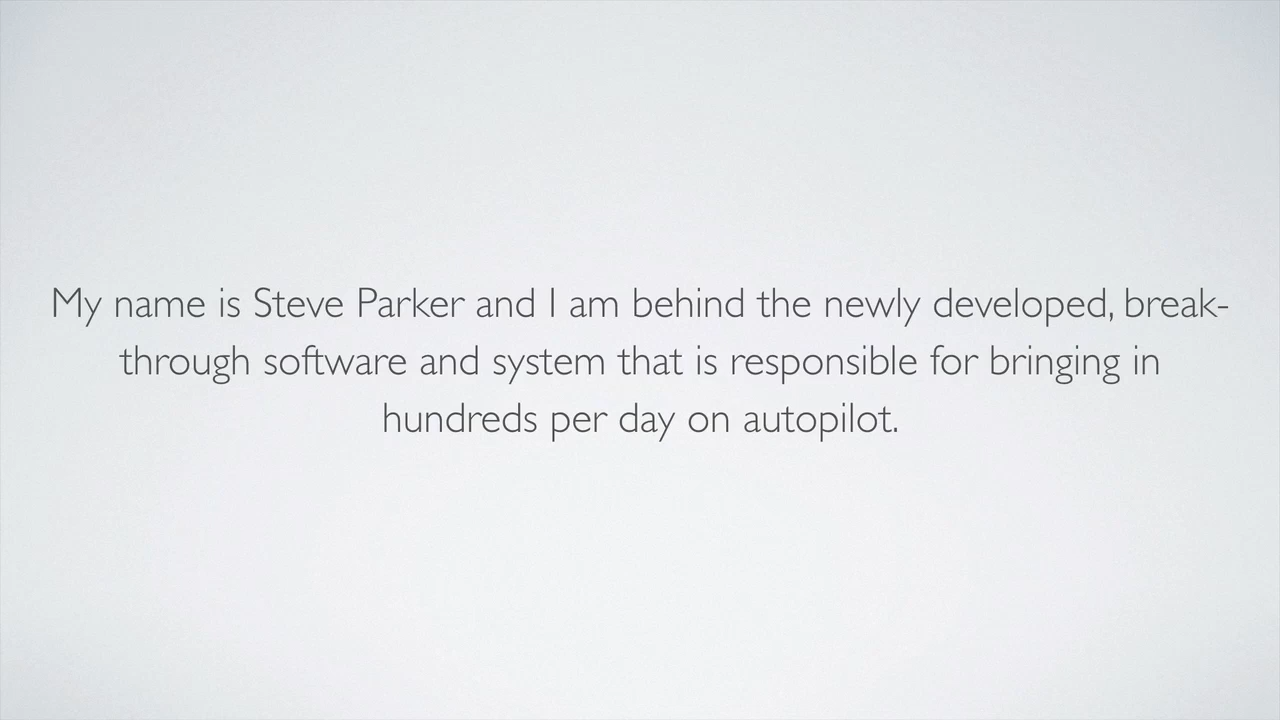 My name is Steve Parker and I am behind the newly developed, break-
through software and system that is responsible for bringing in
hundreds per day on autopilot.